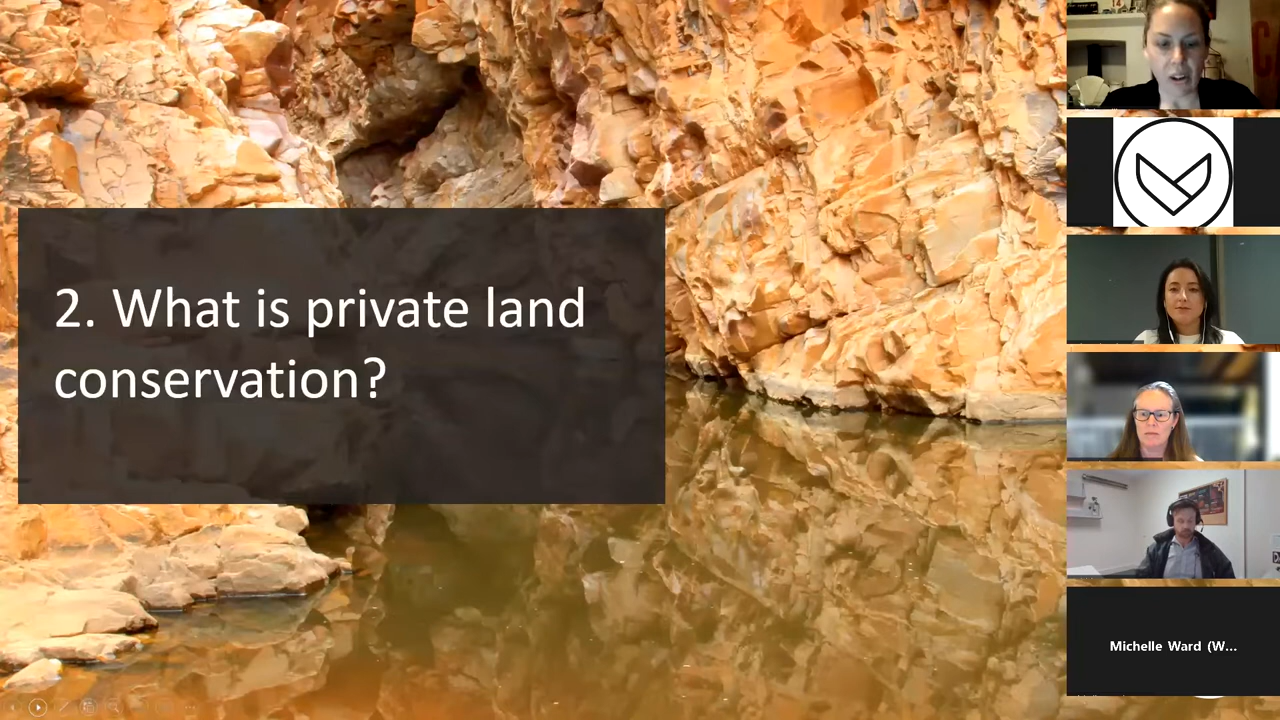 2. What is private land
conservation?
Michelle Ward (W...